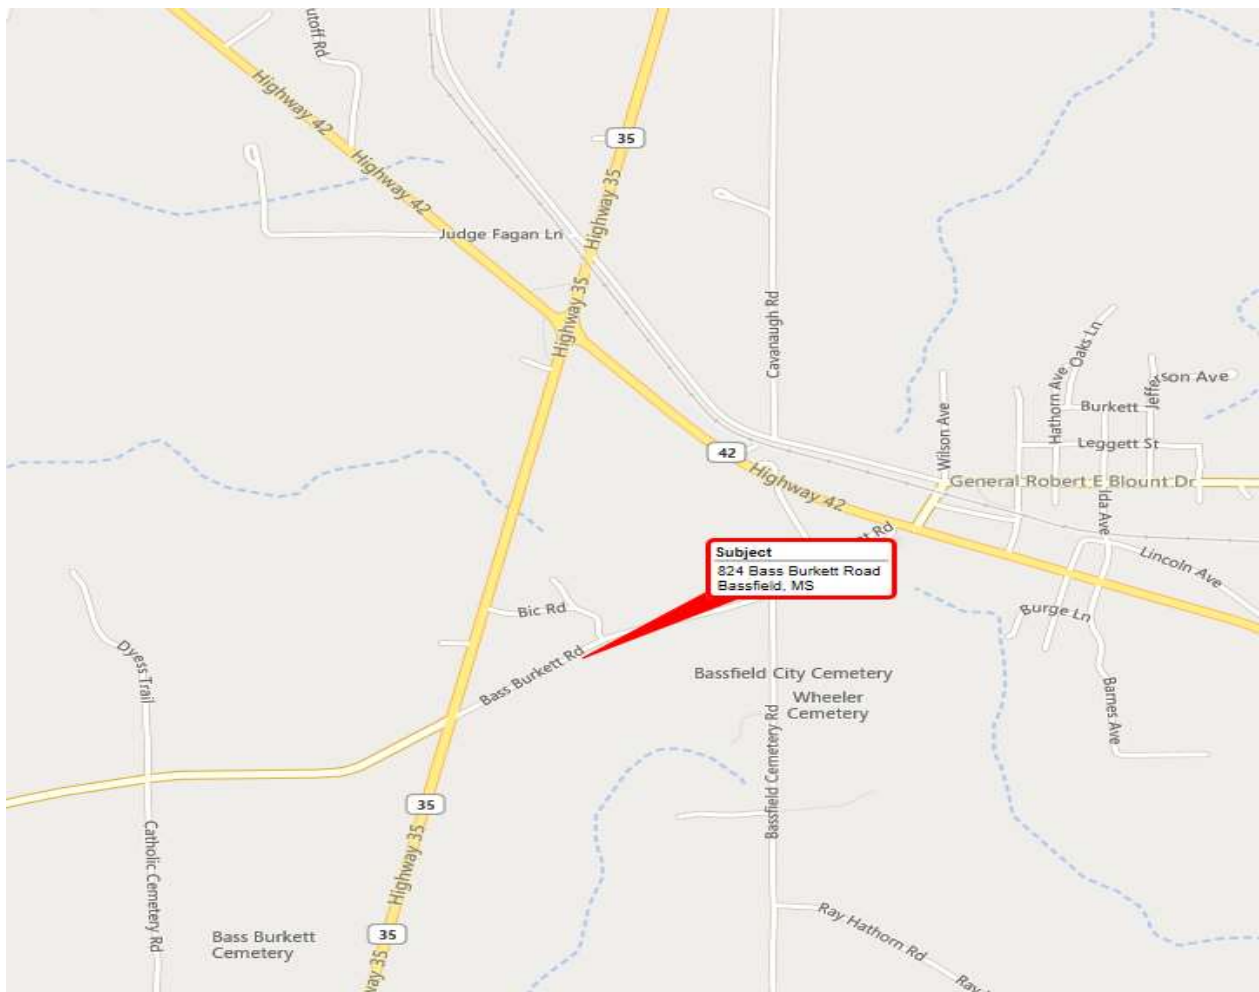 utoff Rd
Highway 42
35
Highway 42
Highway 35
Judge Fagan Ln
Highway 35
Cavanaugh Rd
Oaks Ln
Hathorn Ave
Jeffe
son Ave
Burkett
Wilson Ave
Leggett St
42
Highway 42
General Robert E Blount Dr
Ida Ave
Rd
Lincoln Ave
Subject
824 Bass Burkett Road
Bassfield, MS
Bic Rd
Burge Ln
Dyess Trail
Bass Burkett Rd
Bassfield City Cemetery
Wheeler
Cemetery
Barnes Ave
Bassfield Cemetery Rd
35
Highway 35
Catholic Cemetery Rd
Ray Hathorn Rd
Bass Burkett
Cemetery
35
way 35
Ray